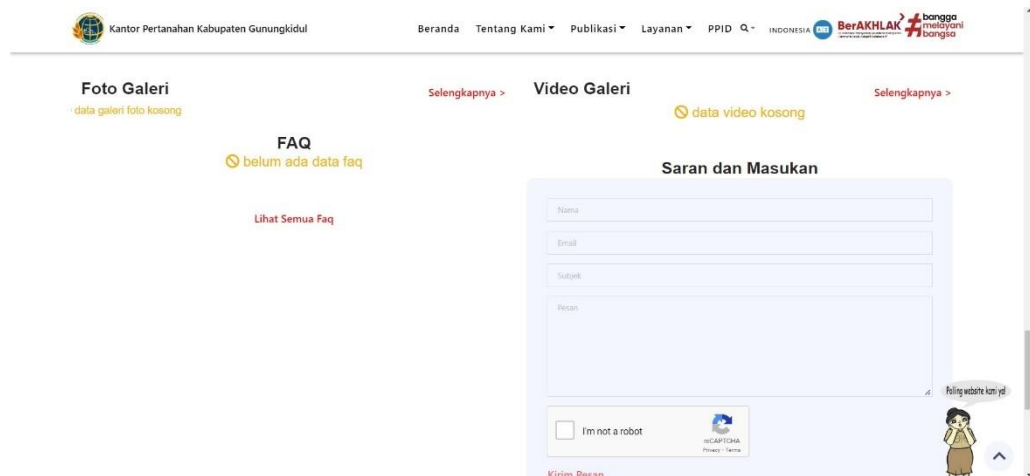 Kantor Pertanahan Kabupaten Gunungkidul
Beranda Tentang Kami Publikasi Layanan PPID INDONESIA
BerAKHLAK
# bangga melayani bangsa
Foto Galeri
Selengkapnya >
data galeri foto kosong
FAQ
belum ada data faq
Lihat Semua Faq
Video Galeri
Selengkapnya >
data video kosong
Saran dan Masukan
Nama
Email
Subjek
Pesan
I'm not a robot
reCAPTCHA
Privacy - Terms
Kirim Pesan
Polling website kami ya!